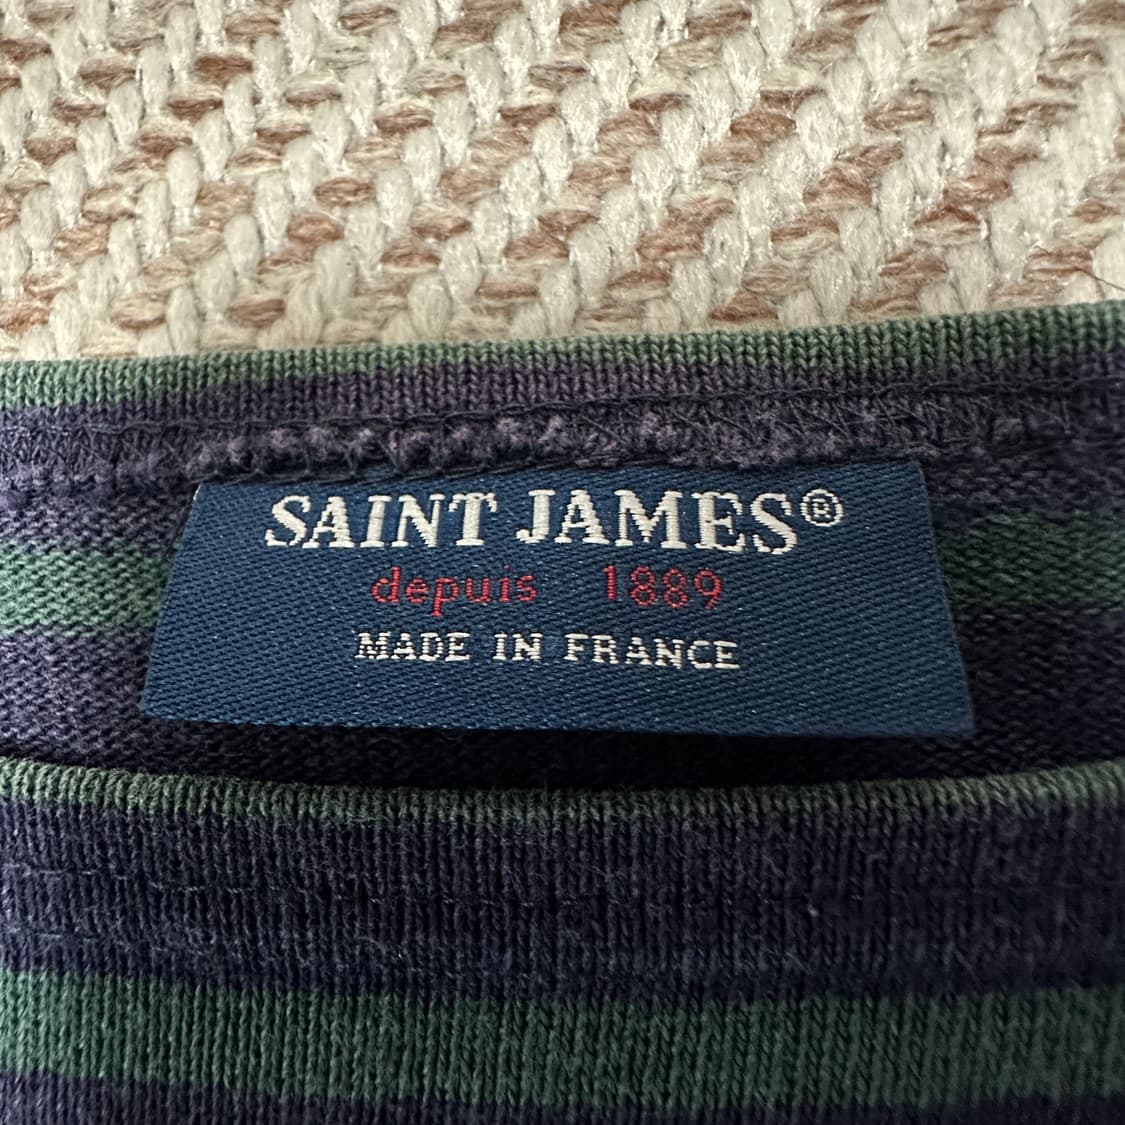 SAINT JAMES®
depuis 1889
MADE IN FRANCE